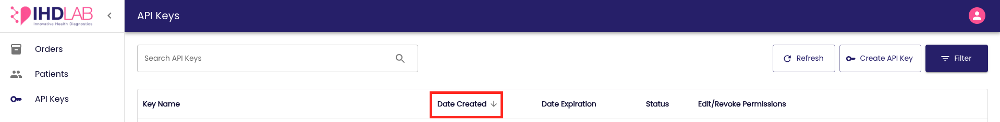 IHDLAB
Innovative Health Diagnostics
API Keys
Orders
Patients
API Keys
Search API Keys
Refresh
Create API Key
Filter
Key Name Date Created Date Expiration Status Edit/Revoke Permissions